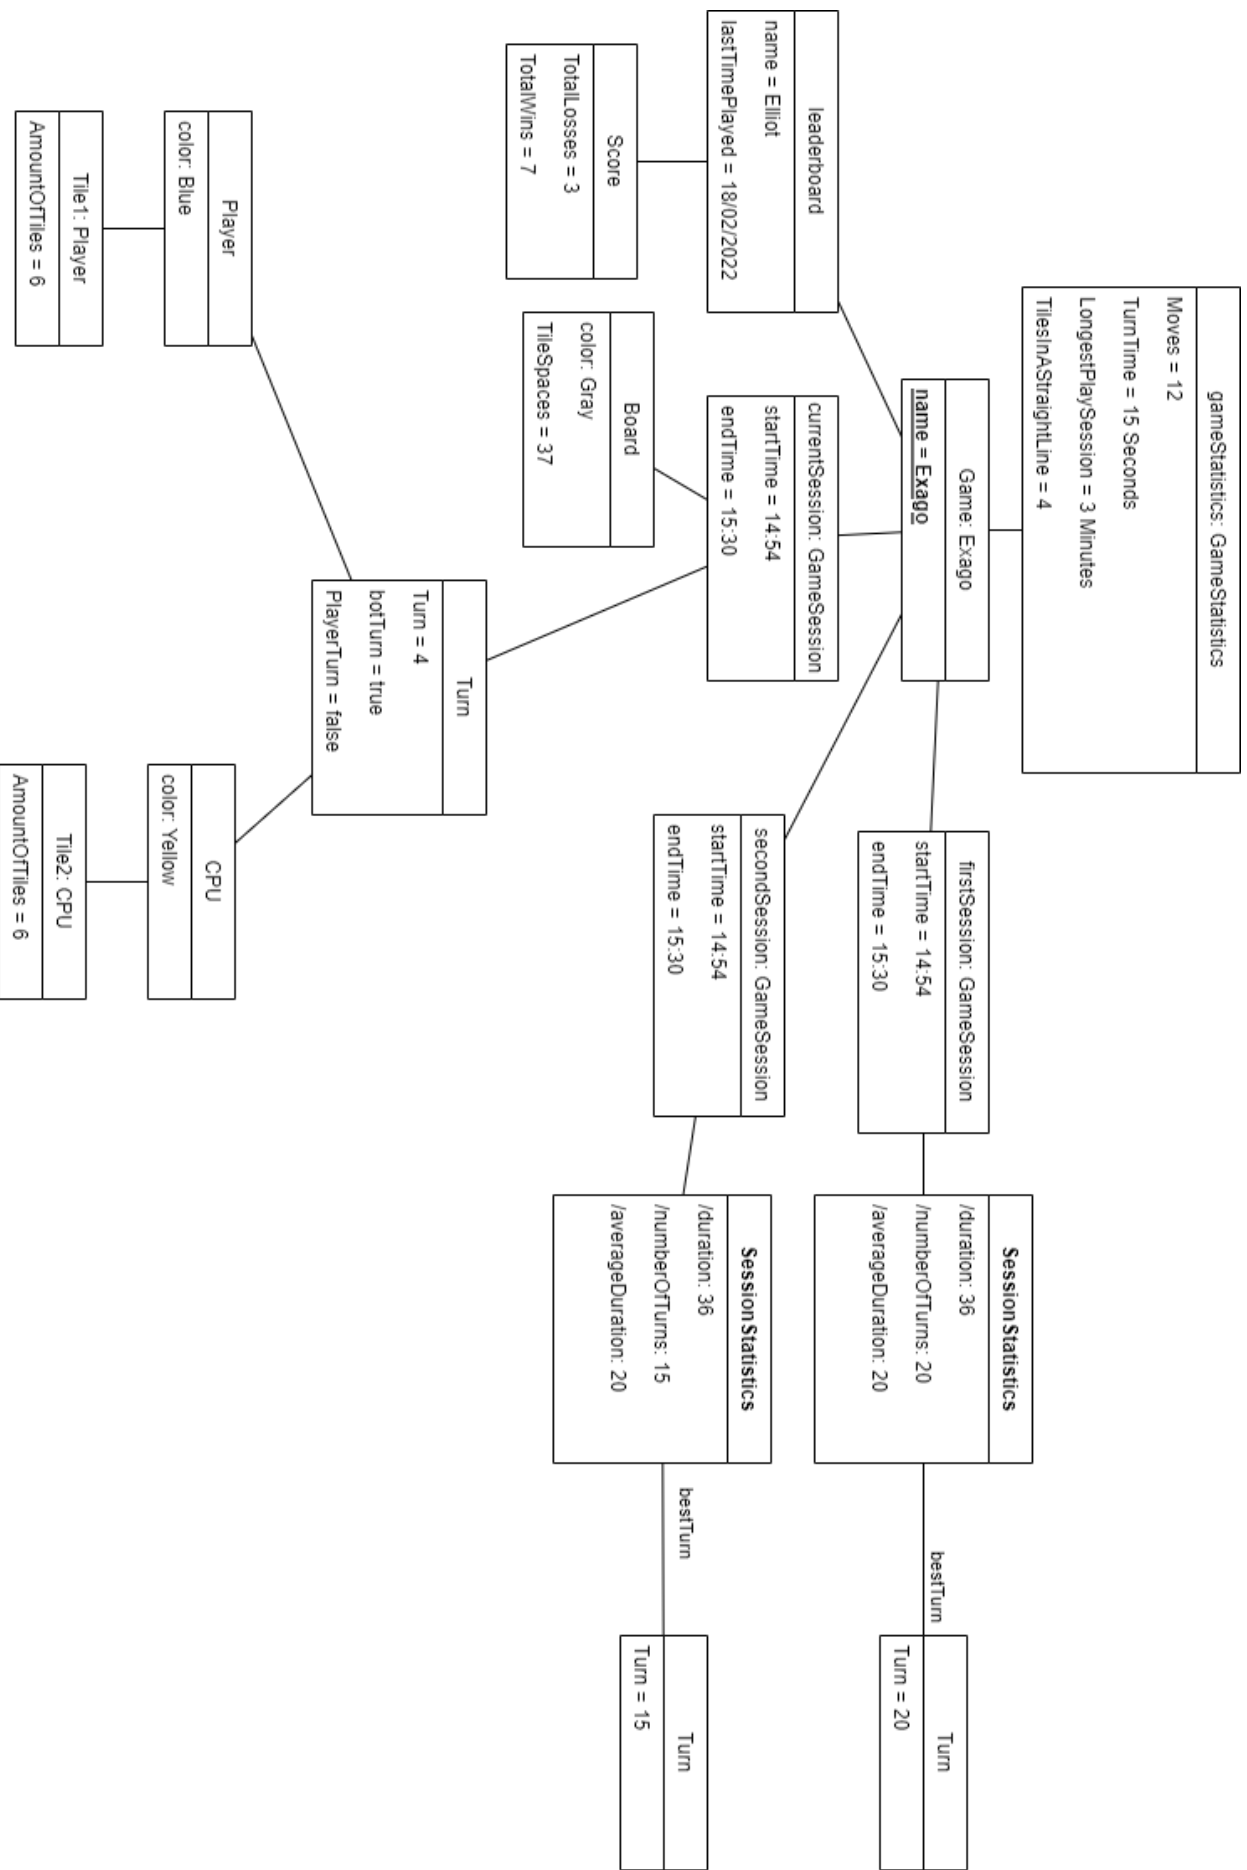 gameStatistics: GameStatistics
Moves = 12
TurnTime = 15 Seconds
LongestPlaySession = 3 Minutes
TilesInAStraightLine = 4
leaderboard
name = Elliot
lastTimePlayed = 18/02/2022
Game: Exago
name = Exago
firstSession: GameSession
startTime = 14:54
endTime = 15:30
SessionStatistics
/duration: 36
/numberOfTurns: 20
/averageDuration: 20
bestTurn
Turn
Turn = 20
Score
TotalLosses = 3
TotalWins = 7
currentSession: GameSession
startTime = 14:54
endTime = 15:30
secondSession: GameSession
startTime = 14:54
endTime = 15:30
SessionStatistics
/duration: 36
/numberOfTurns: 15
/averageDuration: 20
bestTurn
Turn
Turn = 15
Board
color: Gray
TileSpaces = 37
Turn
Turn = 4
botTurn = true
PlayerTurn = false
Player
color: Blue
CPU
color: Yellow
Tile1: Player
AmountOfTiles = 6
Tile2: CPU
AmountOfTiles = 6